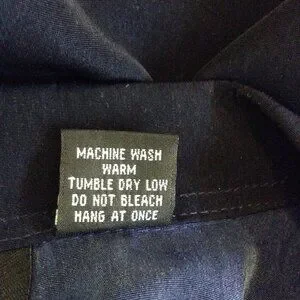 MACHINE WASH
WARM
TUMBLE DRY LOW
DO NOT BLEACH
HANG AT ONCE